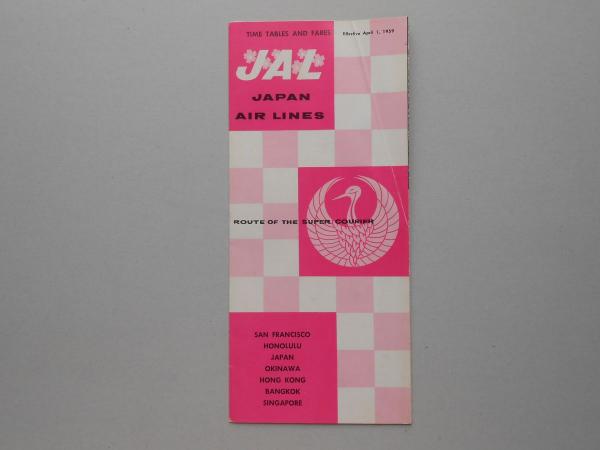 TIME TABLES AND FARES Effective April 1, 1959
JAL
JAPAN
AIR LINES
ROUTE OF THE SUPER COURIER
SAN FRANCISCO
HONOLULU
JAPAN
OKINAWA
HONG KONG
BANGKOK
SINGAPORE